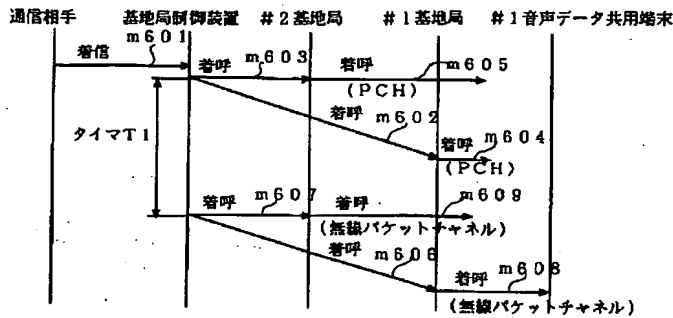 通信相手 基地局制御装置 #2基地局 #1基地局 #1音声データ共用端末
m601
着信
着呼 m603 着呼 m605
(PCH)
着呼 m602
タイマT1
着呼 m604
(PCH)
着呼 m607 着呼 m609
(無線パケットチャネル)
着呼 m606
着呼 m608
(無線パケットチャネル)